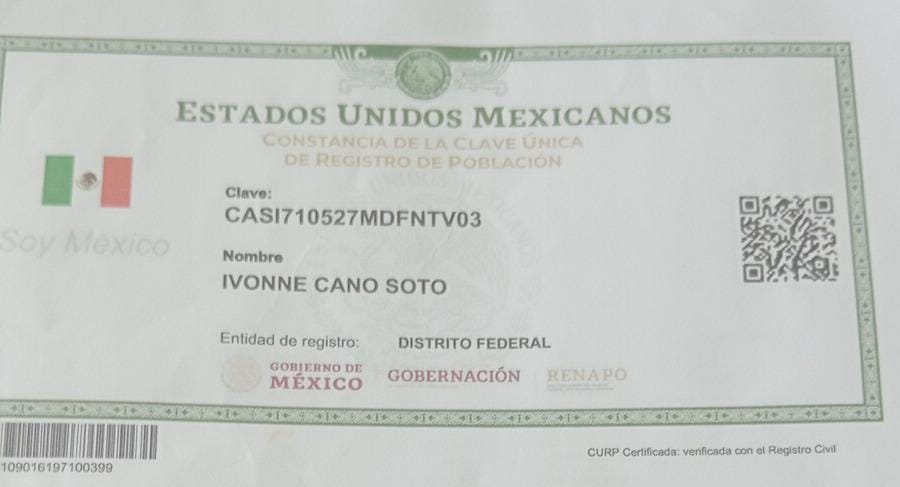 ESTADOS UNIDOS MEXICANOS
CONSTANCIA DE LA CLAVE ÚNICA
DE REGISTRO DE POBLACIÓN
Soy México
Clave:
CASI710527MDFNTV03
Nombre
IVONNE CANO SOTO
Entidad de registro: DISTRITO FEDERAL
GOBIERNO DE
MÉXICO
GOBERNACIÓN
RENAPO
109016197100399
CURP Certificada: verificada con el Registro Civil